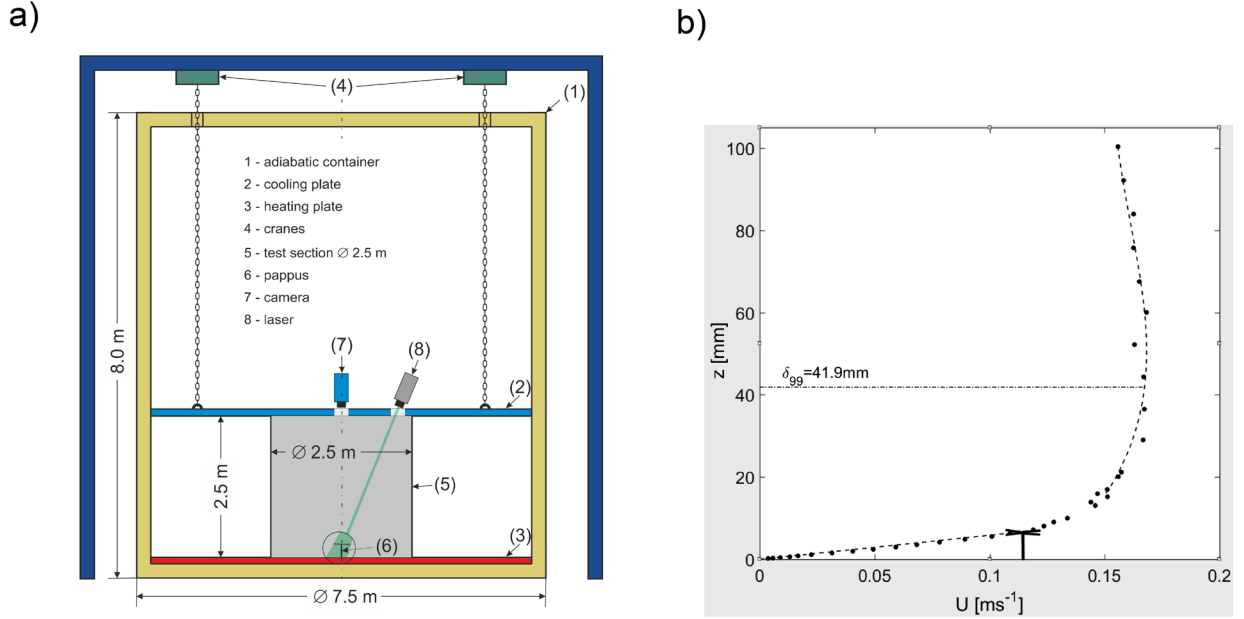 a)
b)
(4)
(1)
1 - adiabatic container
2 - cooling plate
3 - heating plate
4 - cranes
5 - test section ∅ 2.5 m
6 - pappus
7 - camera
8 - laser
8.0 m
(7)
(8)
(2)
∅ 2.5 m
2.5 m
(5)
(3)
(6)
∅ 7.5 m
100
80
60
40
20
0
z [mm]
δ99=41.9mm
0
0.05
0.1
0.15
0.2
U [ms-1]